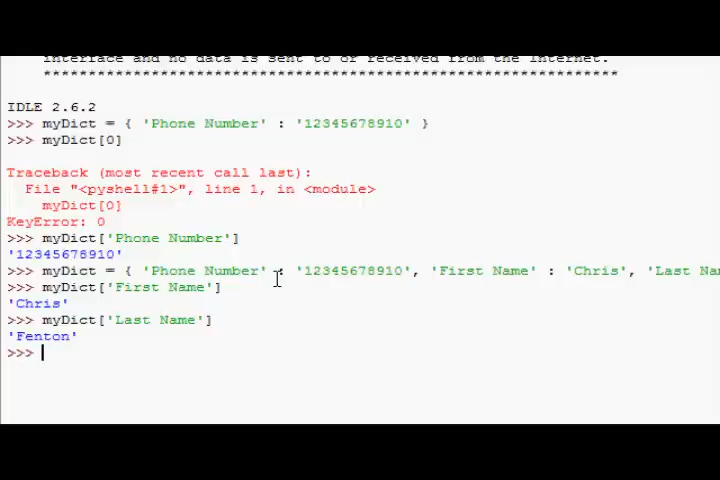 interface and no data is sent to or received from the Internet.
****************************************************************
IDLE 2.6.2
>>> myDict = { 'Phone Number' : '12345678910' }
>>> myDict[0]
Traceback (most recent call last):
File "<pyshell#1>", line 1, in <module>
myDict[0]
KeyError: 0
>>> myDict['Phone Number']
'12345678910'
>>> myDict = { 'Phone Number' : '12345678910', 'First Name' : 'Chris', 'Last Na
>>> myDict['First Name']
'Chris'
>>> myDict['Last Name']
'Fenton'
>>>